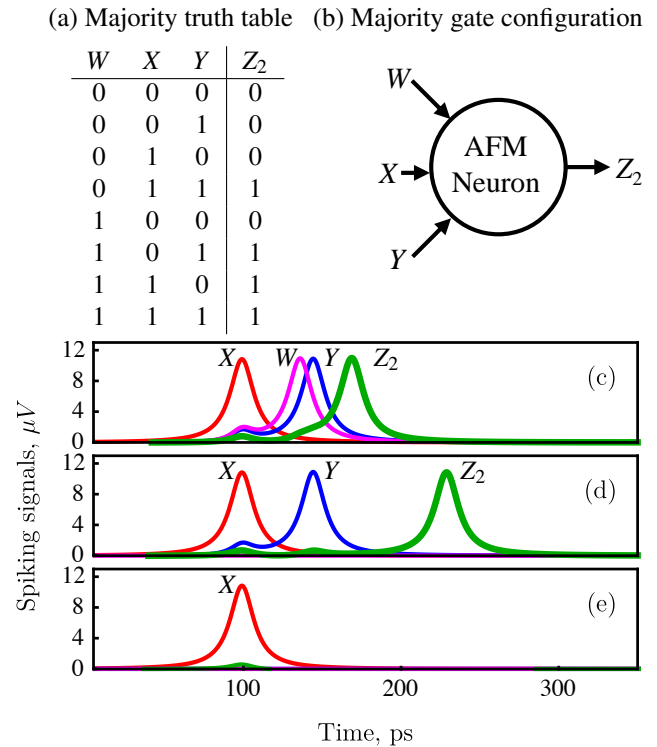 (a) Majority truth table (b) Majority gate configuration
W X Y Z₂
0 0 0 0
0 0 1 0
0 1 0 0
0 1 1 1
1 0 0 0
1 0 1 1
1 1 0 1
1 1 1 1
W
X
Y
AFM
Neuron
Z₂
Spiking signals, μV
12
8
4
0
X W Y Z₂
(c)
12
8
4
0
X Y Z₂
(d)
12
8
4
0
X
(e)
100 200 300
Time, ps